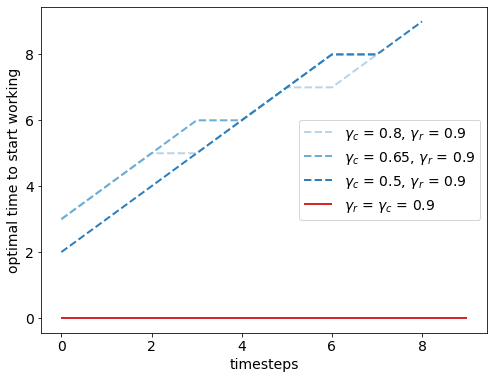 optimal time to start working
8
6
4
2
0
γc = 0.8, γr = 0.9
γc = 0.65, γr = 0.9
γc = 0.5, γr = 0.9
γr = γc = 0.9
0 2 4 6 8
timesteps